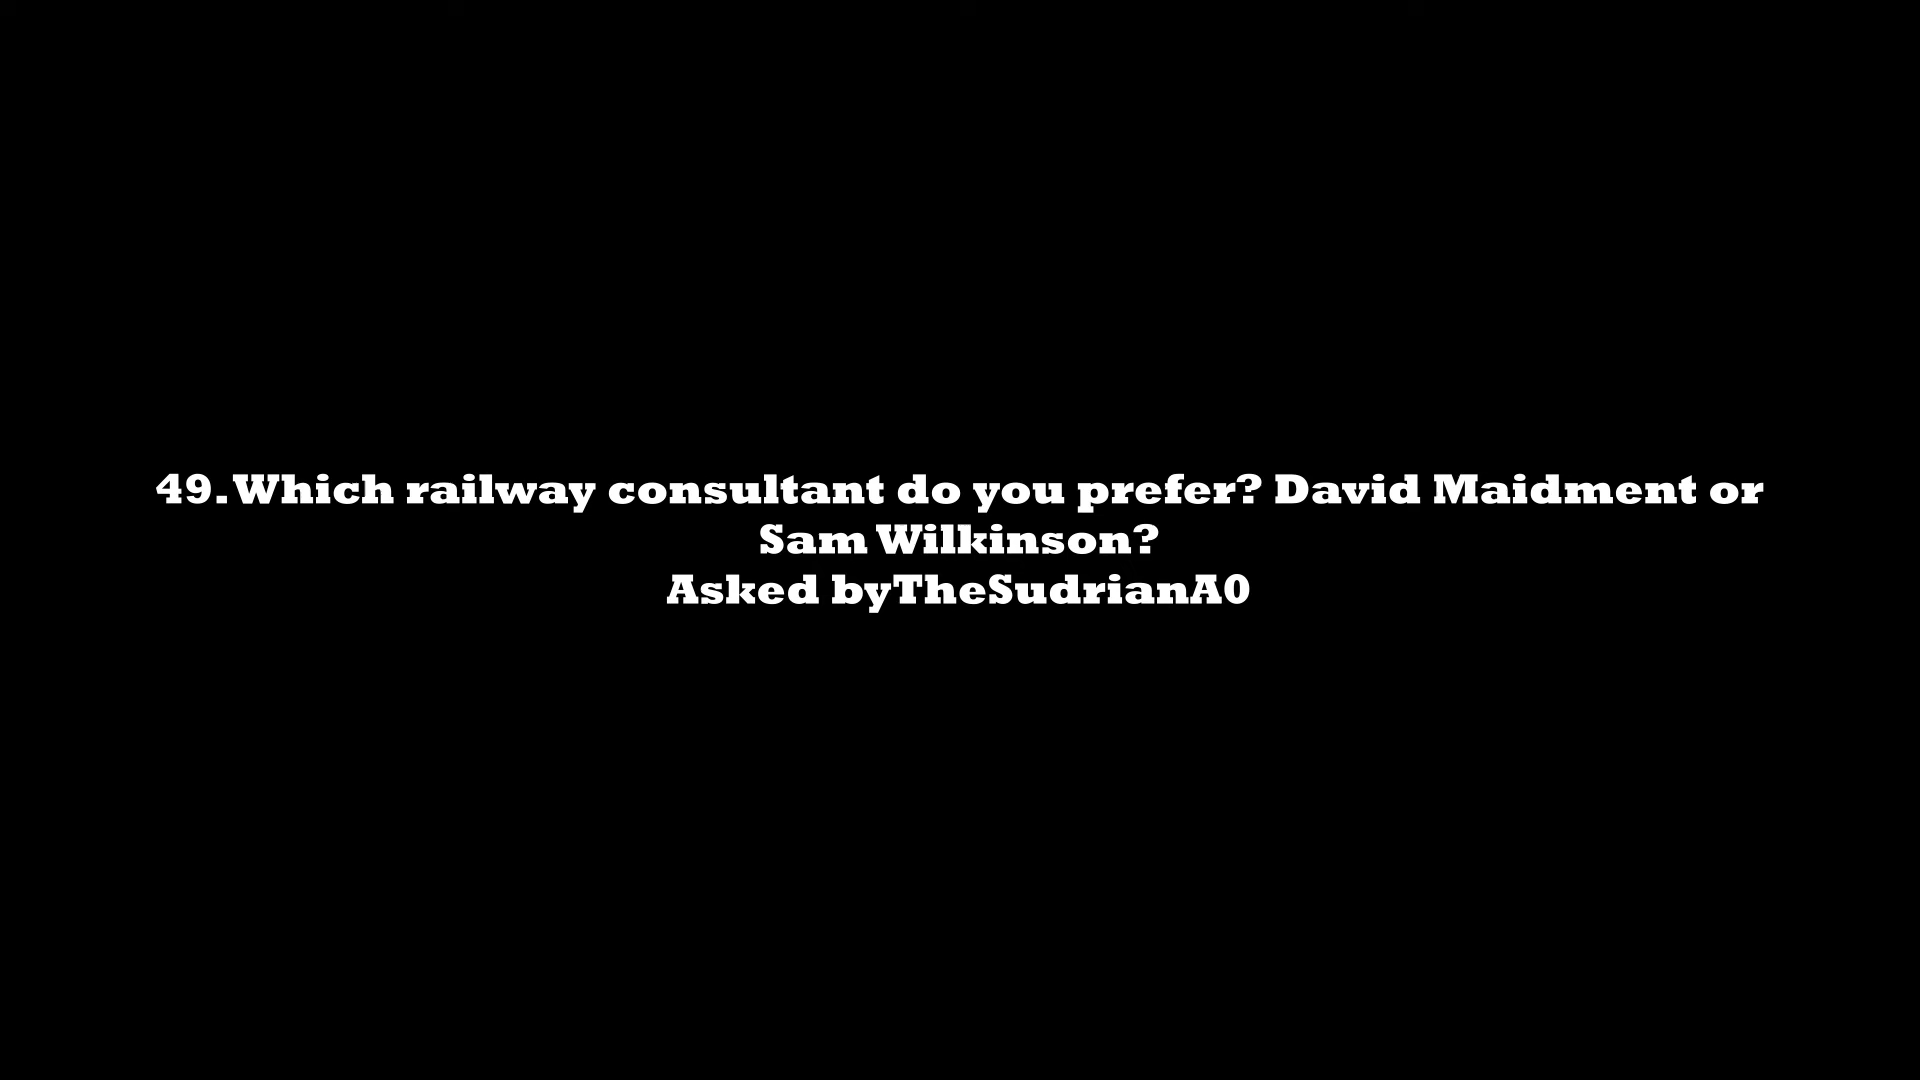 49.Which railway consultant do you prefer? David Maidment or
Sam Wilkinson?
Asked byTheSudrianA0